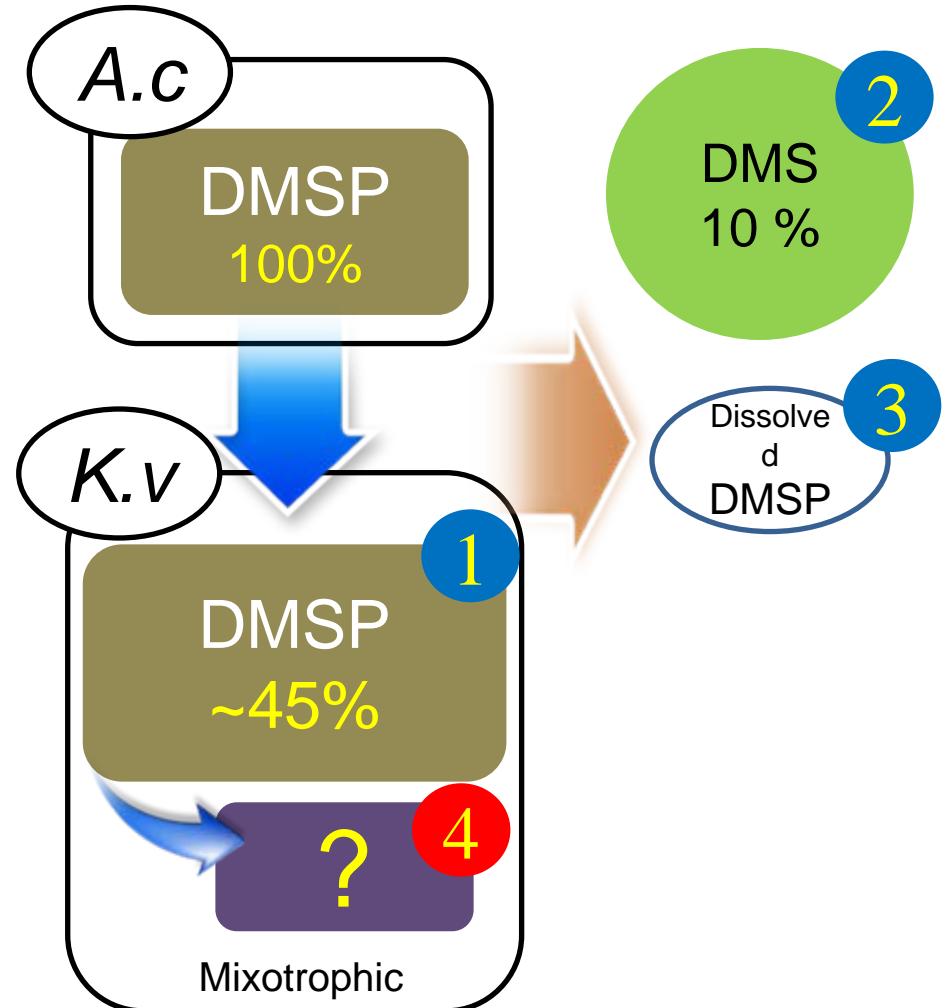 A.c
DMSP
100%
2
DMS
10 %
3
Dissolve
d
DMSP
K.v
1
DMSP
~45%
4
?
Mixotrophic